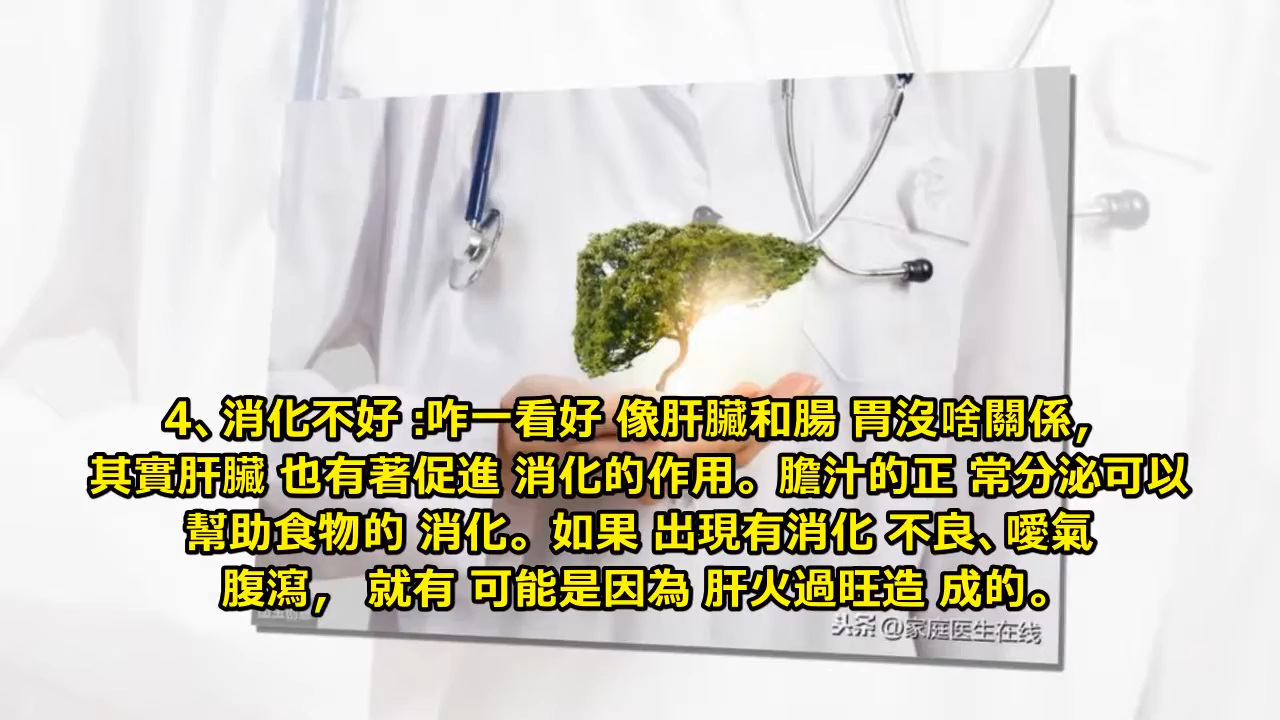 4、消化不好 :咋一看好 像肝臟和腸 胃沒啥關係，
其實肝臟 也有著促進 消化的作用。膽汁的正 常分泌可以
幫助食物的 消化。如果 出現有消化 不良、噯氣
腹瀉， 就有 可能是因為 肝火過旺造 成的。
头条 @家庭医生在线